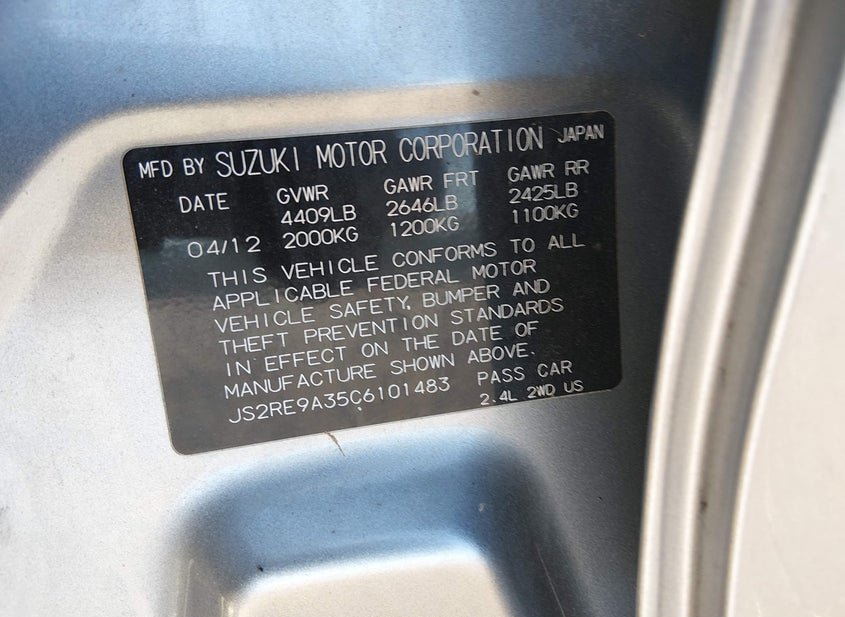 MFD BY SUZUKI MOTOR CORPORATION JAPAN
DATE GVWR GAWR FRT GAWR RR
4409LB 2646LB 2425LB
04/12 2000KG 1200KG 1100KG
THIS VEHICLE CONFORMS TO ALL
APPLICABLE FEDERAL MOTOR
VEHICLE SAFETY, BUMPER AND
THEFT PREVENTION STANDARDS
IN EFFECT ON THE DATE OF
MANUFACTURE SHOWN ABOVE.
JS2RE9A35C6101483 PASS CAR
2.4L 2WD US